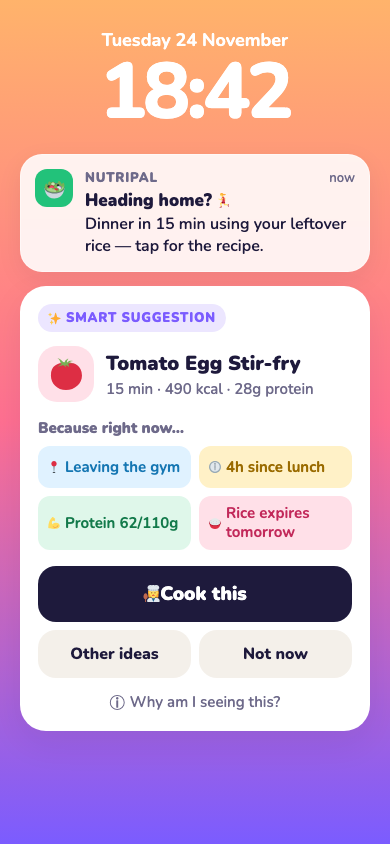 Tuesday 24 November
18:42
NUTRIPAL
now
Heading home? 💃
Dinner in 15 min using your leftover
rice — tap for the recipe.
✨ SMART SUGGESTION
Tomato Egg Stir-fry
15 min · 490 kcal · 28g protein
Because right now...
📍 Leaving the gym
🕕 4h since lunch
💪 Protein 62/110g
🍚 Rice expires
tomorrow
🧑‍🍳Cook this
Other ideas
Not now
ⓘ Why am I seeing this?